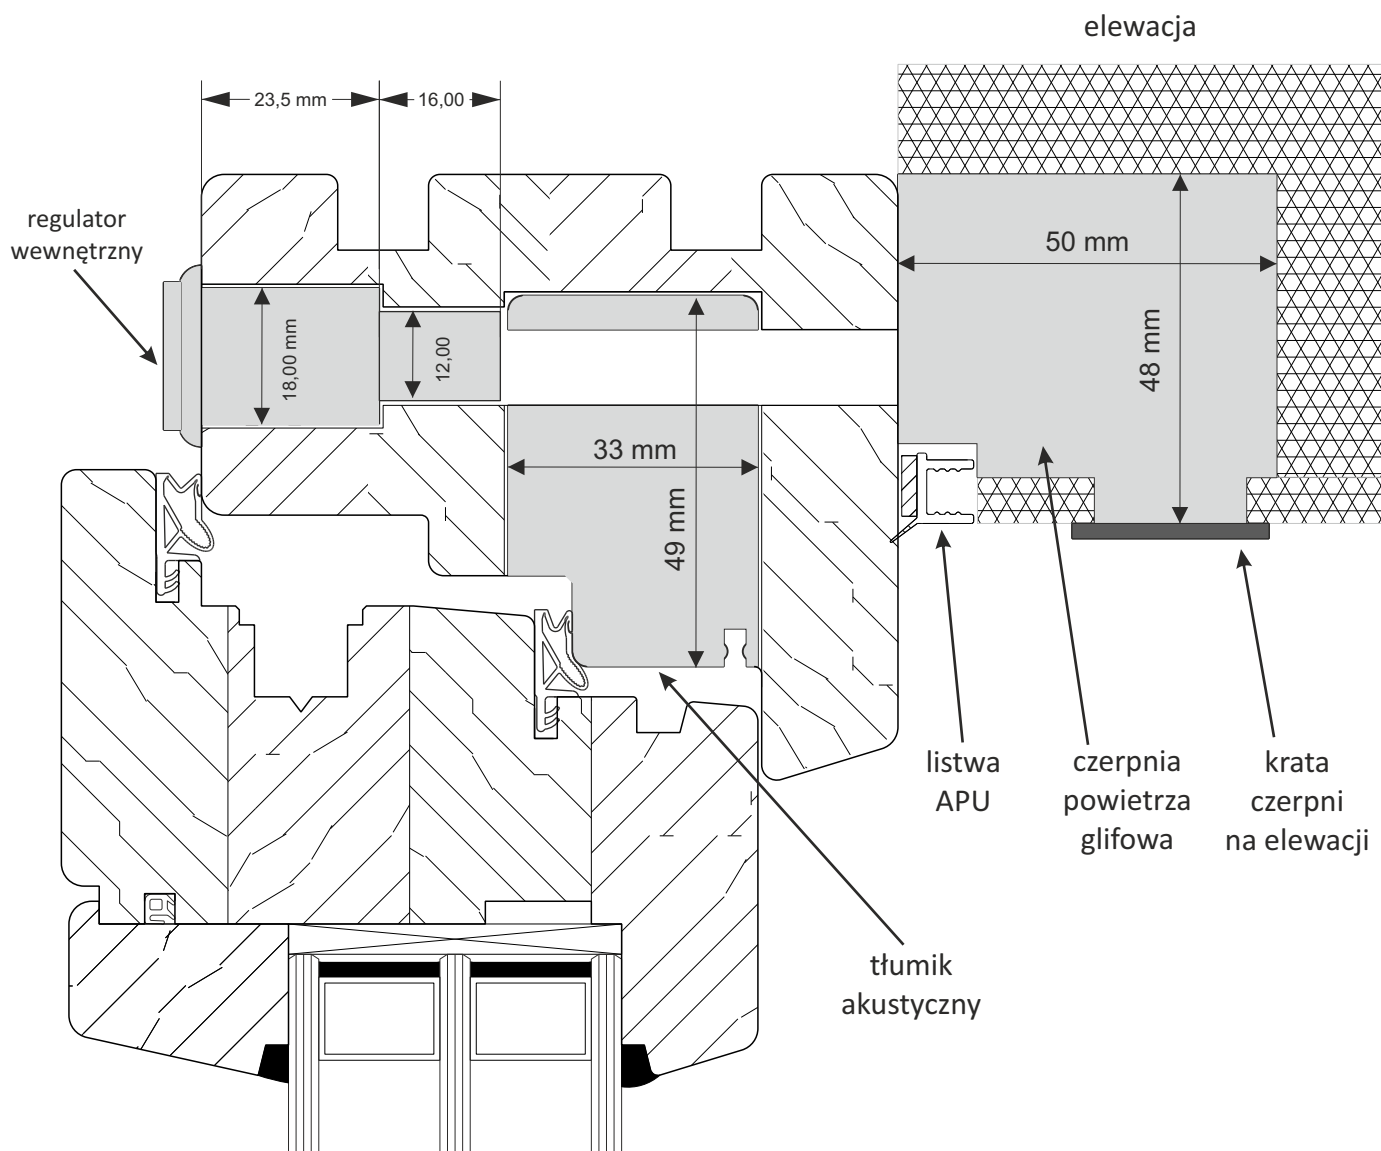 elewacja
23,5 mm
16,00
regulator
wewnętrzny
50 mm
48 mm
18,00 mm
12,00
33 mm
49 mm
listwa
APU
czerpnia
powietrza
glifowa
krata
czerpni
na elewacji
tłumik
akustyczny